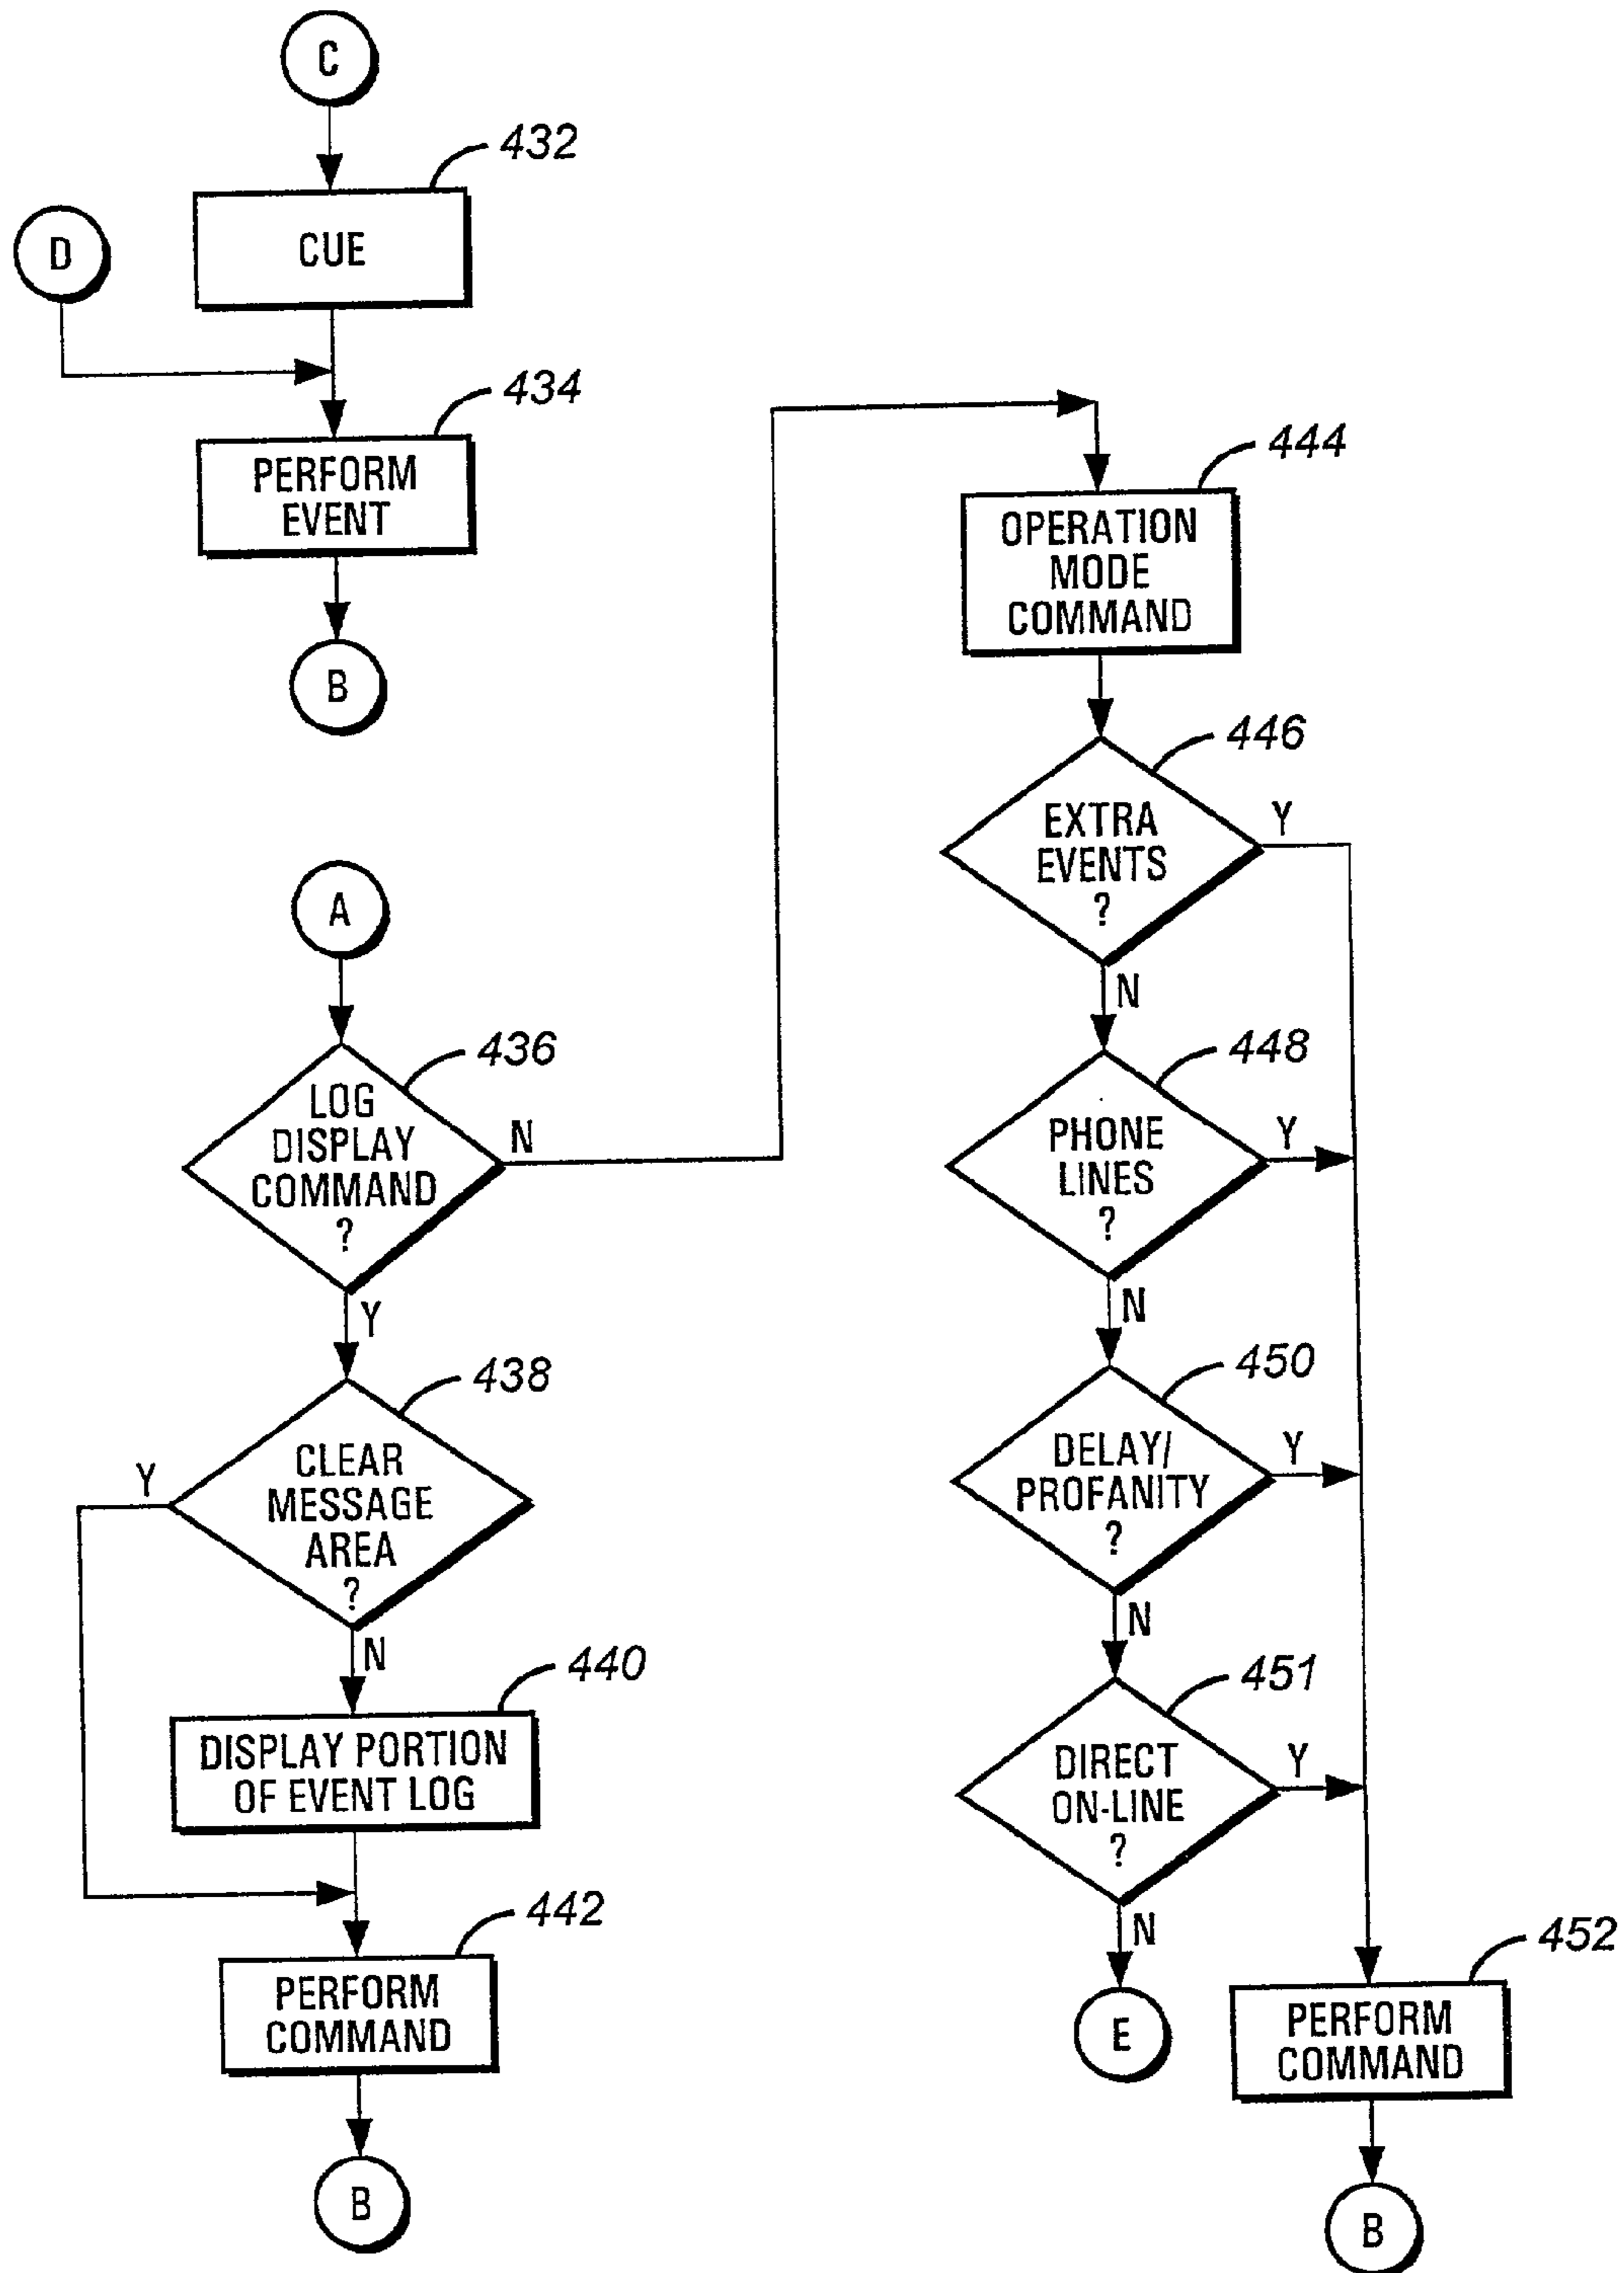 C
432
CUE
D
434
PERFORM
EVENT
B
A
436
LOG
DISPLAY
COMMAND
?
N
Y
438
CLEAR
MESSAGE
AREA
?
Y
N
440
DISPLAY PORTION
OF EVENT LOG
442
PERFORM
COMMAND
B
444
OPERATION
MODE
COMMAND
446
EXTRA
EVENTS
?
Y
N
448
PHONE
LINES
?
Y
N
450
DELAY/
PROFANITY
?
Y
N
451
DIRECT
ON-LINE
?
Y
N
E
452
PERFORM
COMMAND
B